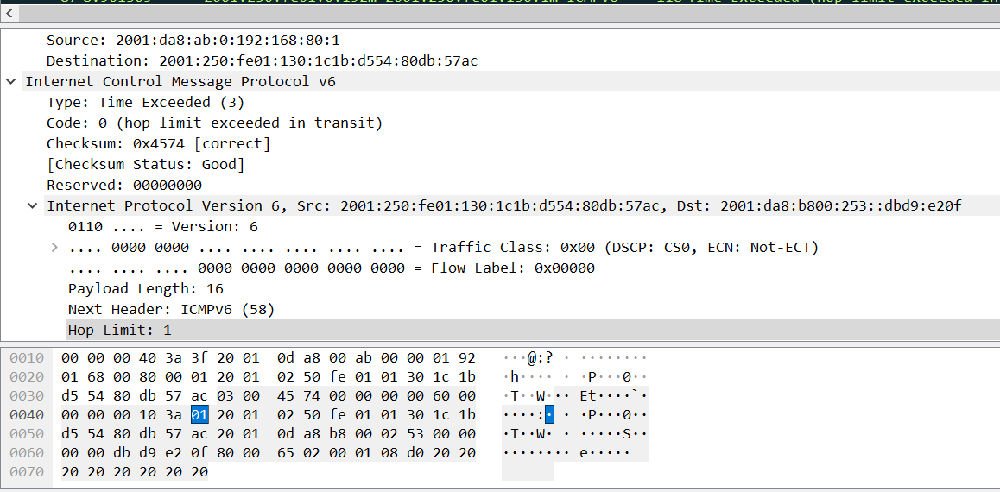 Source: 2001:da8:ab:0:192:168:80:1
Destination: 2001:250:fe01:130:1c1b:d554:80db:57ac
Internet Control Message Protocol v6
Type: Time Exceeded (3)
Code: 0 (hop limit exceeded in transit)
Checksum: 0x4574 [correct]
[Checksum Status: Good]
Reserved: 00000000
Internet Protocol Version 6, Src: 2001:250:fe01:130:1c1b:d554:80db:57ac, Dst: 2001:da8:b800:253::dbd9:e20f
0110 .... = Version: 6
.... 0000 0000 .... .... .... .... .... = Traffic Class: 0x00 (DSCP: CS0, ECN: Not-ECT)
.... .... .... 0000 0000 0000 0000 0000 = Flow Label: 0x00000
Payload Length: 16
Next Header: ICMPv6 (58)
Hop Limit: 1
0010 00 00 00 40 3a 3f 20 01 0d a8 00 ab 00 00 01 92 ···@:? · ········
0020 01 68 00 80 00 01 20 01 02 50 fe 01 01 30 1c 1b ·h···· · ·P···0··
0030 d5 54 80 db 57 ac 03 00 45 74 00 00 00 00 60 00 ·T··W··· Et····`·
0040 00 00 00 10 3a 01 20 01 02 50 fe 01 01 30 1c 1b ····:· · ·P···0··
0050 d5 54 80 db 57 ac 20 01 0d a8 b8 00 02 53 00 00 ·T··W· · ·····S··
0060 00 00 db d9 e2 0f 80 00 65 02 00 01 08 d0 20 20 ········ e·····
0070 20 20 20 20 20 20